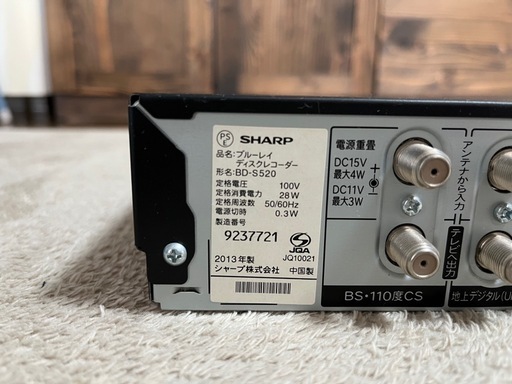 PS
E
SHARP
品名:ブルーレイ
ディスクレコーダー
形名:BD-S520
定格電圧 100V
定格消費電力 28W
定格周波数 50/60Hz
電源切時 0.3W
製造番号
9237721
JQA
JQ10021
2013年製
シャープ株式会社 中国製
電源重畳
DC15V
最大4W
DC11V
最大3W
BS・110度CS
アンテナから入力
テレビへ出力
地上デジタル(U